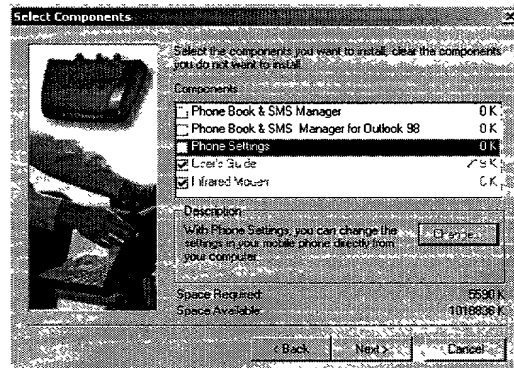 Select Components
Select the components you want to install, clear the components
you do not want to install.
Components
Phone Book & SMS Manager 0 K
Phone Book & SMS Manager for Outlook 98 0 K
Phone Settings 0 K
User's Guide
Infrared Modem 0 K
Description
With Phone Settings, you can change the
settings in your mobile phone directly from
your computer.
Change...
Space Required: 5590 K
Space Available: 1018836 K
< Back Next > Cancel